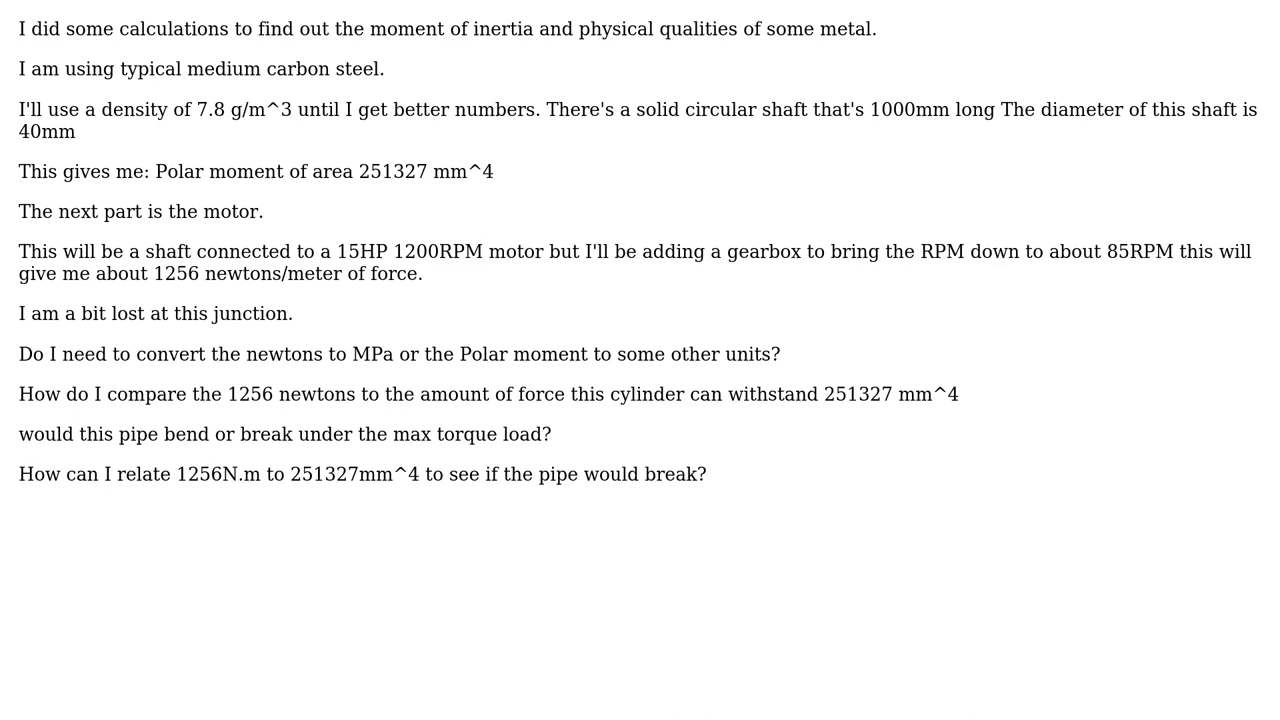 I did some calculations to find out the moment of inertia and physical qualities of some metal.
I am using typical medium carbon steel.
I'll use a density of 7.8 g/m^3 until I get better numbers. There's a solid circular shaft that's 1000mm long The diameter of this shaft is
40mm
This gives me: Polar moment of area 251327 mm^4
The next part is the motor.
This will be a shaft connected to a 15HP 1200RPM motor but I'll be adding a gearbox to bring the RPM down to about 85RPM this will
give me about 1256 newtons/meter of force.
I am a bit lost at this junction.
Do I need to convert the newtons to MPa or the Polar moment to some other units?
How do I compare the 1256 newtons to the amount of force this cylinder can withstand 251327 mm^4
would this pipe bend or break under the max torque load?
How can I relate 1256N.m to 251327mm^4 to see if the pipe would break?